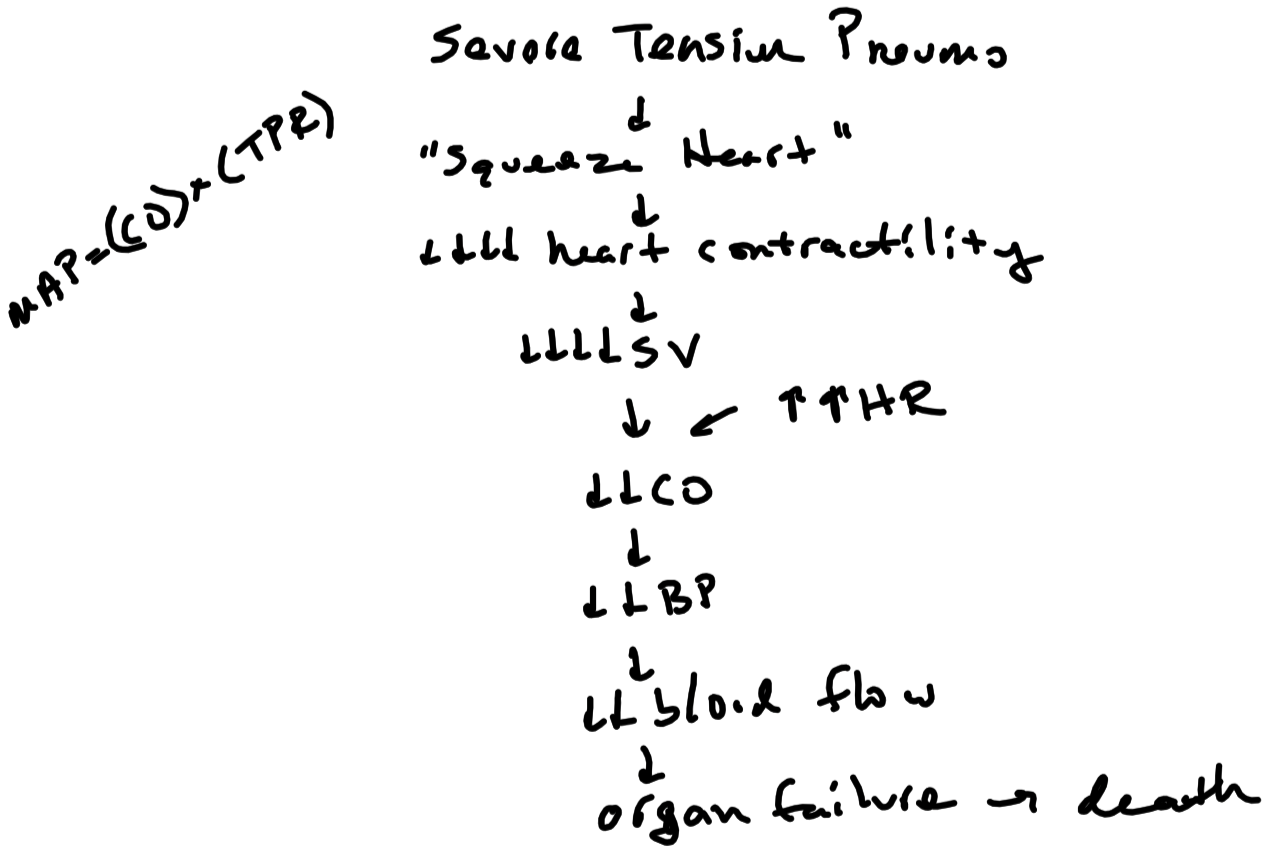 Severe Tension Pneumo
↓
"Squeeze Heart"
↓
↓↓↓↓ heart contractility
↓
↓↓↓↓SV
↓ ↙ ↑↑HR
↓↓CO
↓
↓↓BP
↓
↓↓blood flow
↓
organ failure → death
MAP=(CO)×(TPR)